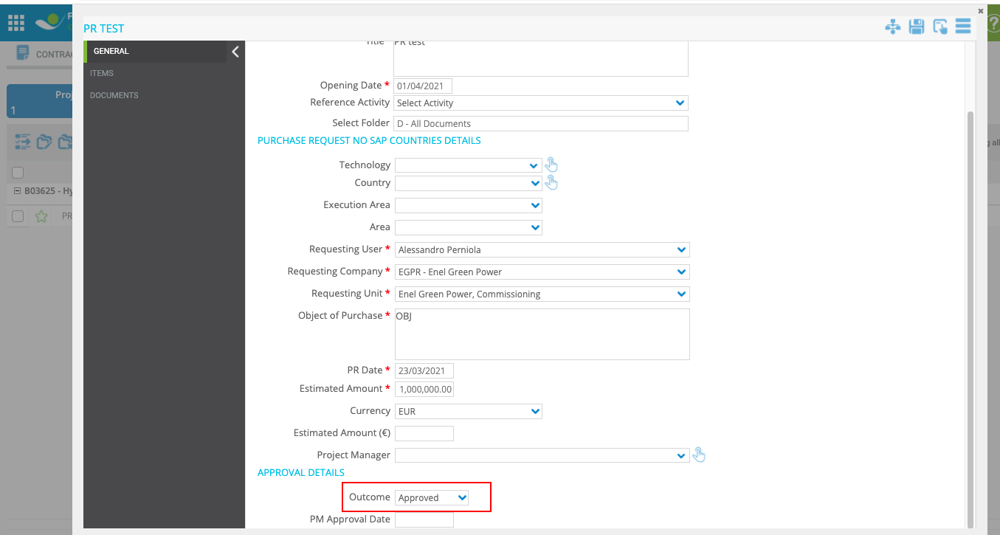 F
PR TEST
?
CONTRA
Proj
1
B03625 - Hy
PR
g all
GENERAL
ITEMS
DOCUMENTS
Title PR test
Opening Date * 01/04/2021
Reference Activity Select Activity
Select Folder D - All Documents
PURCHASE REQUEST NO SAP COUNTRIES DETAILS
Technology
Country
Execution Area
Area
Requesting User * Alessandro Perniola
Requesting Company * EGPR - Enel Green Power
Requesting Unit * Enel Green Power, Commissioning
Object of Purchase * OBJ
PR Date * 23/03/2021
Estimated Amount * 1,000,000.00
Currency EUR
Estimated Amount (€)
Project Manager
APPROVAL DETAILS
Outcome Approved
PM Approval Date